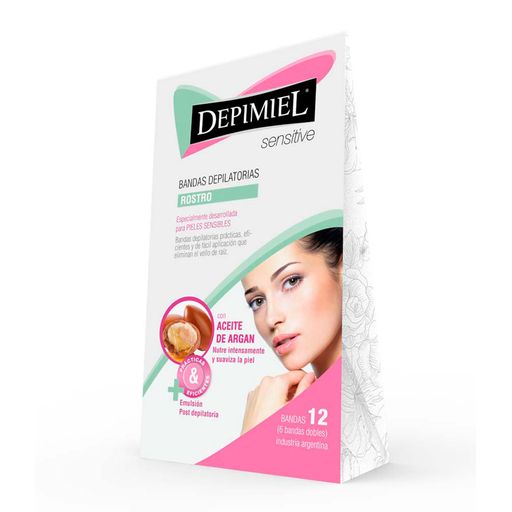 DEPIMIEL®
sensitive
BANDAS DEPILATORIAS
ROSTRO
Especialmente desarrollada
para PIELES SENSIBLES
Bandas depilatorias prácticas, efi-
cientes y de fácil aplicación que
eliminan el vello de raíz.
con
ACEITE
DE ARGAN
Nutre intensamente
y suaviza la piel
PRÁCTICAS
&
EFICIENTES
+
Emulsión
Post depilatoria
BANDAS 12
(6 bandas dobles)
industria argentina